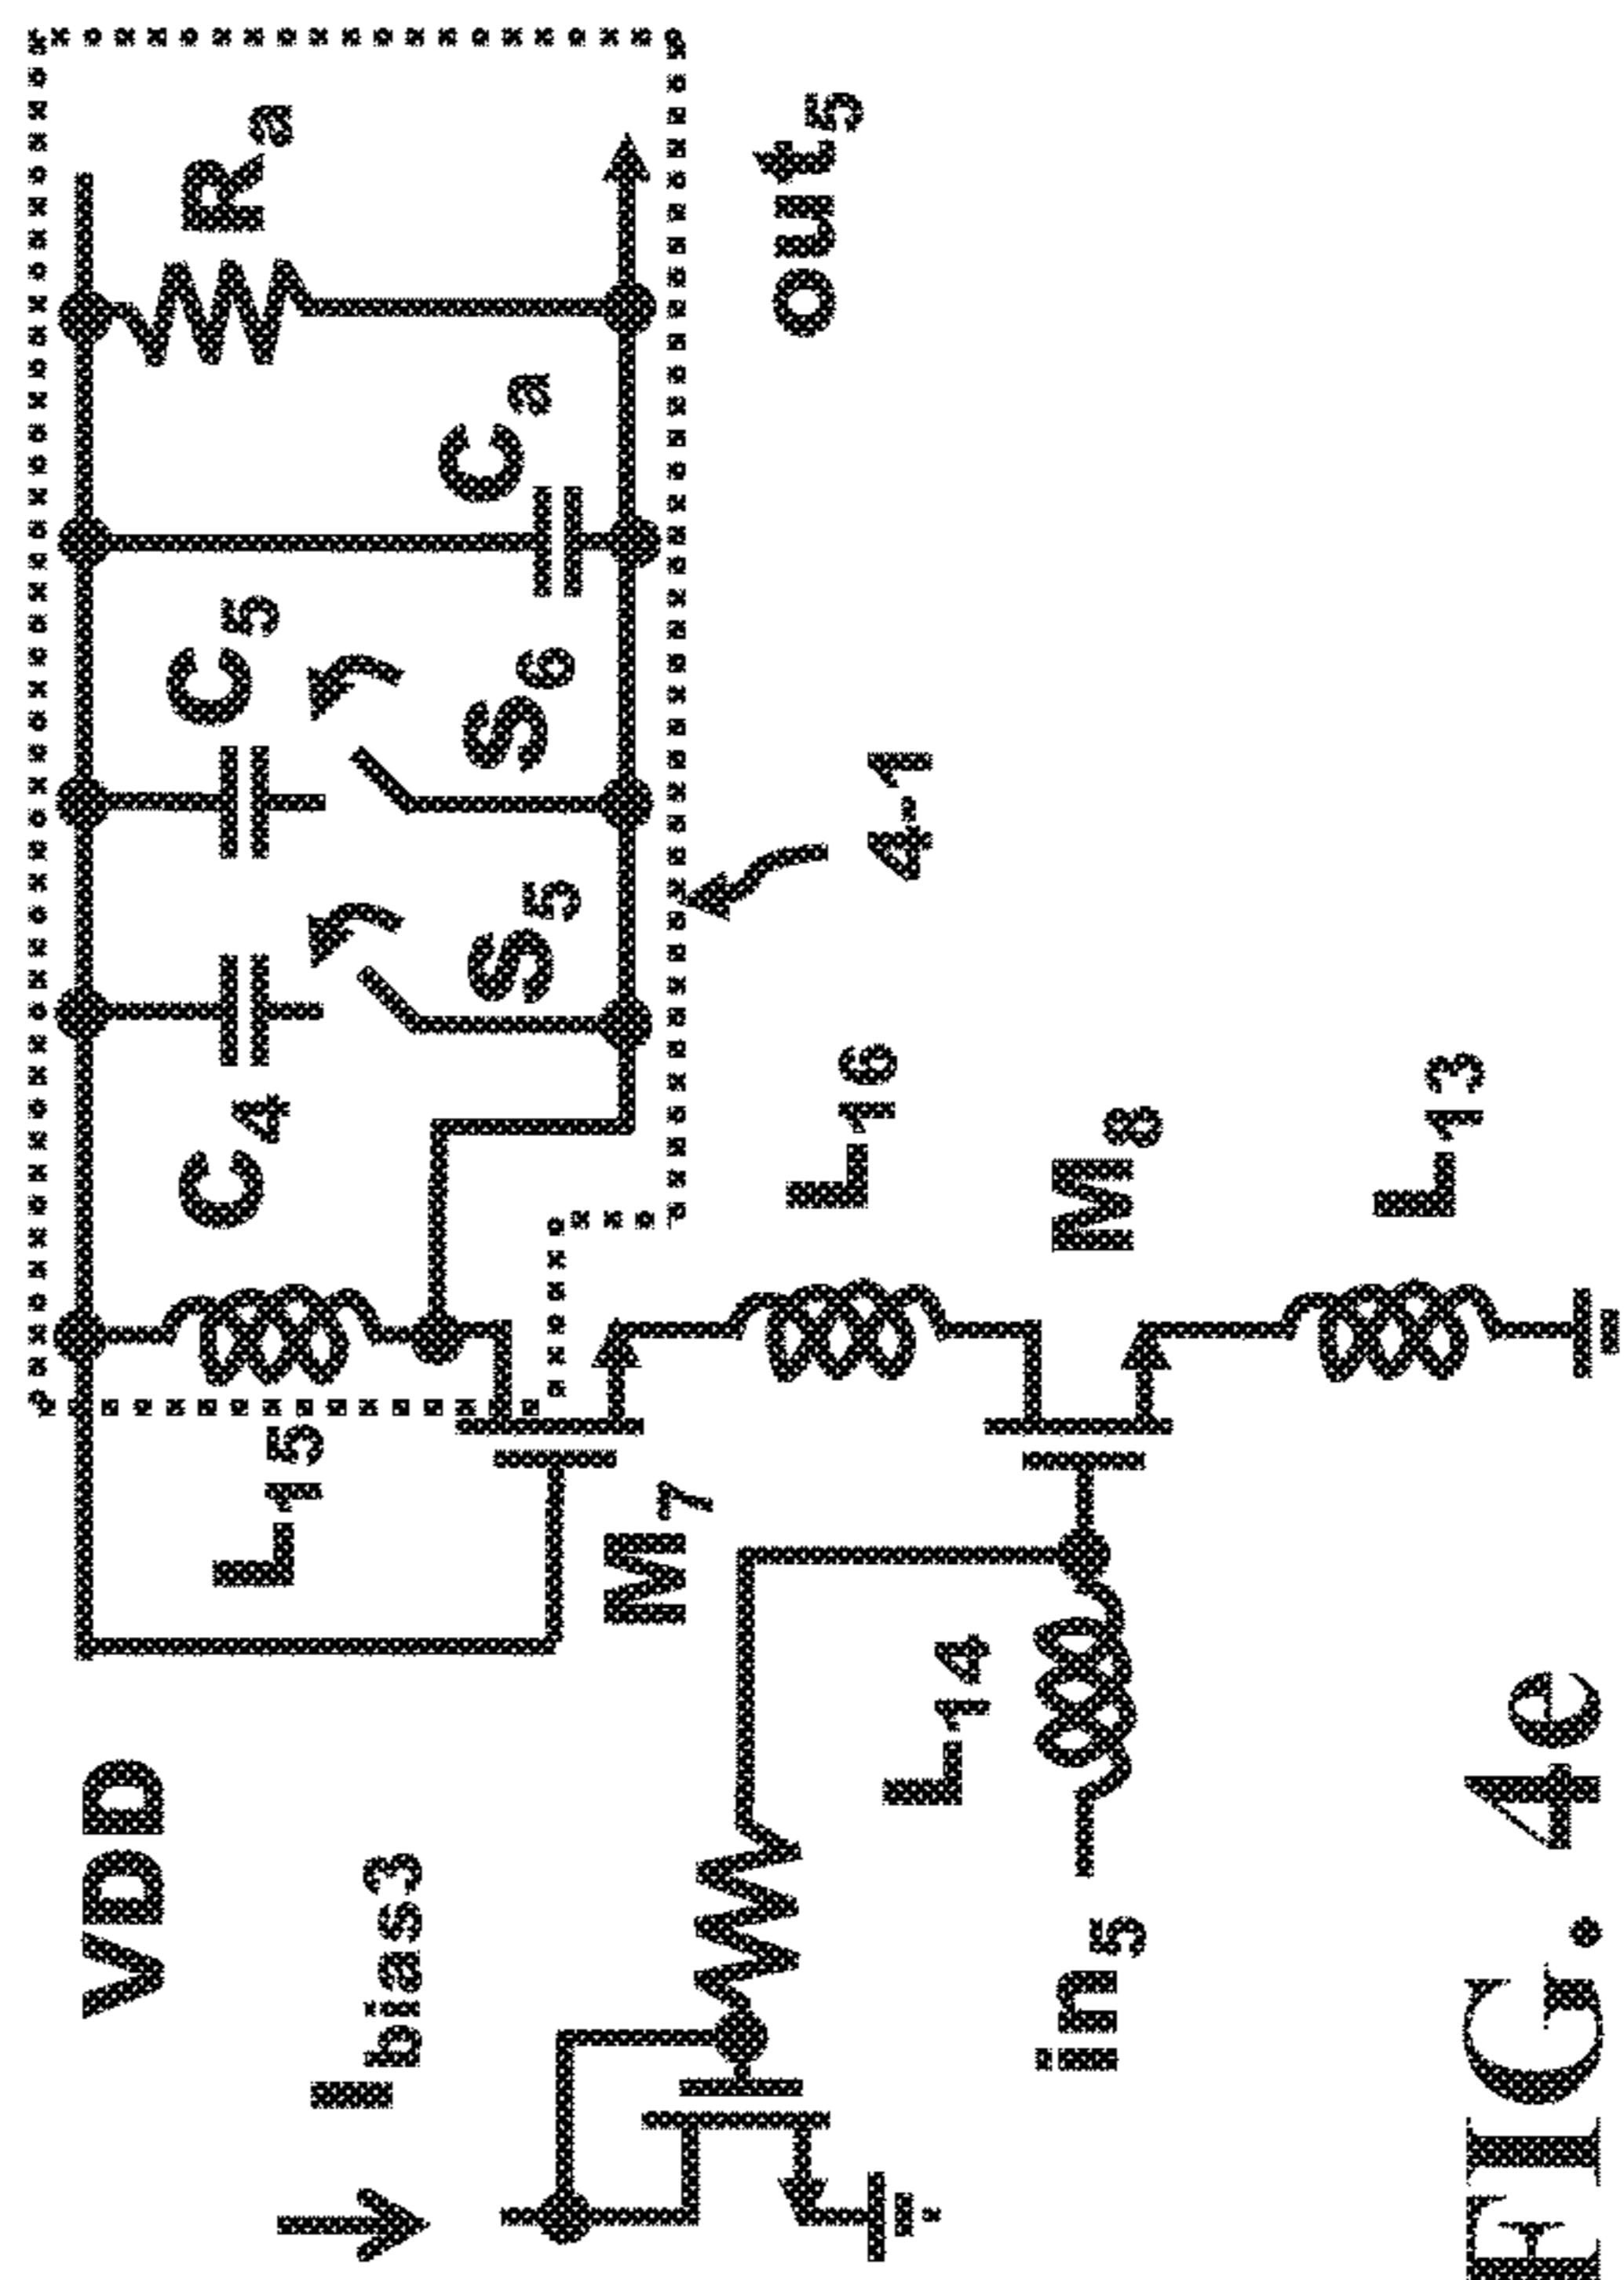 VDD
I bias3
L15
C4
C5
Ra
S5
S6
Ca
M7
4-1
out5
L14
L16
in5
M8
L13
FIG. 4e